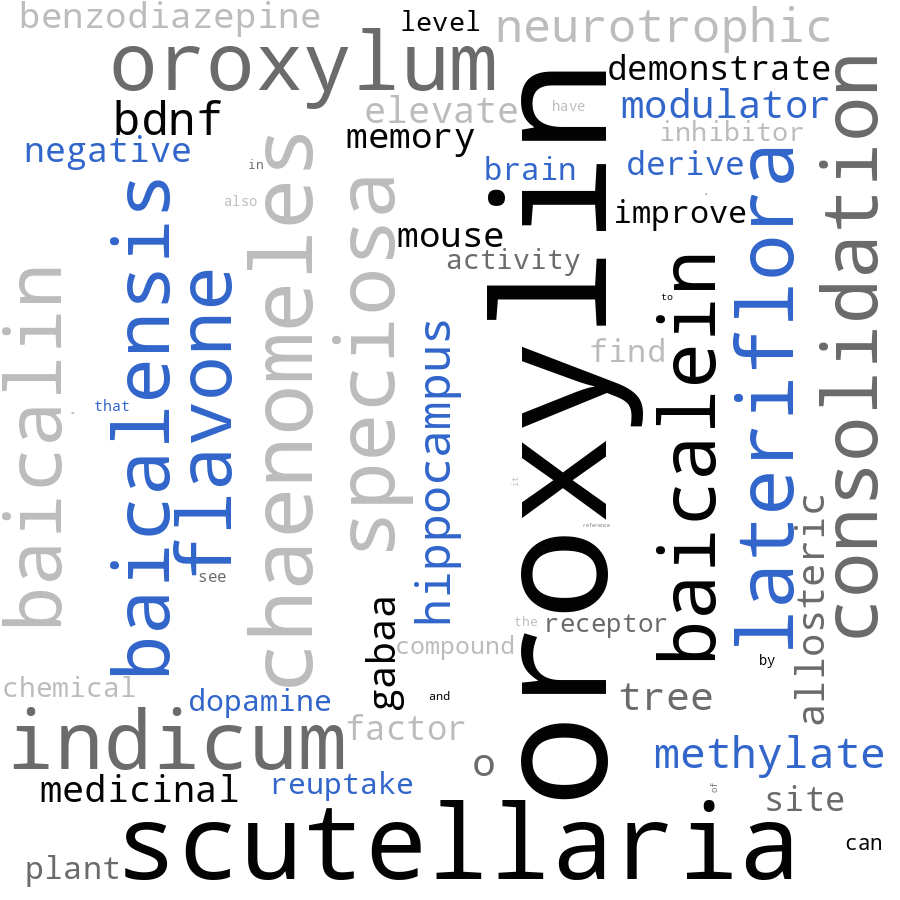 benzodiazepine
level
neurotrophic
oroxylum
demonstrate
bdnf
elevate
have
modulator
memory
inhibitor
negative
in
brain
derive
also
improve
mouse
activity
to
find
that
baicalin
baicalensis
flavone
chaenomeles
speciosa
hippocampus
oroxylin
baicalein
lateriflora
consolidation
it
reference
allosteric
see
gabaa
the
receptor
compound
by
chemical
dopamine
and
tree
indicum
factor
o
methylate
medicinal
reuptake
of
site
scutellaria
can
plant